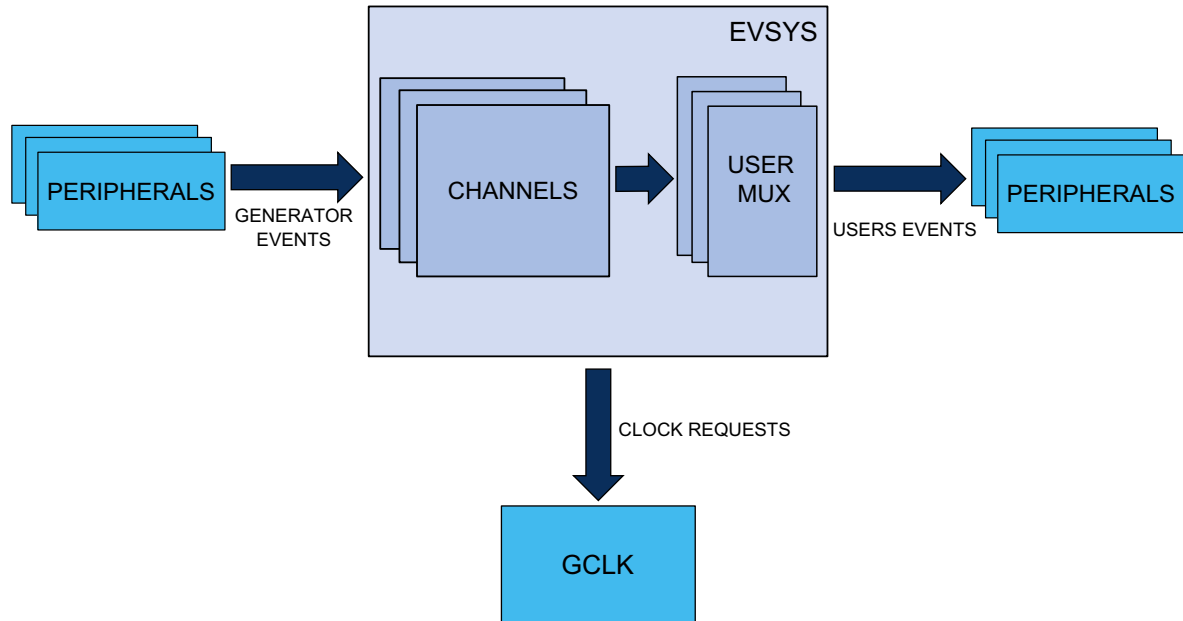 EVSYS
PERIPHERALS
GENERATOR
EVENTS
CHANNELS
USER
MUX
USERS EVENTS
PERIPHERALS
CLOCK REQUESTS
GCLK